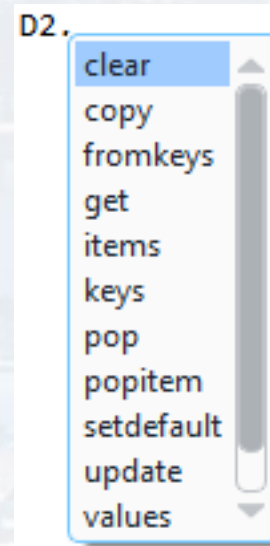 D2.
clear
copy
fromkeys
get
items
keys
pop
popitem
setdefault
update
values